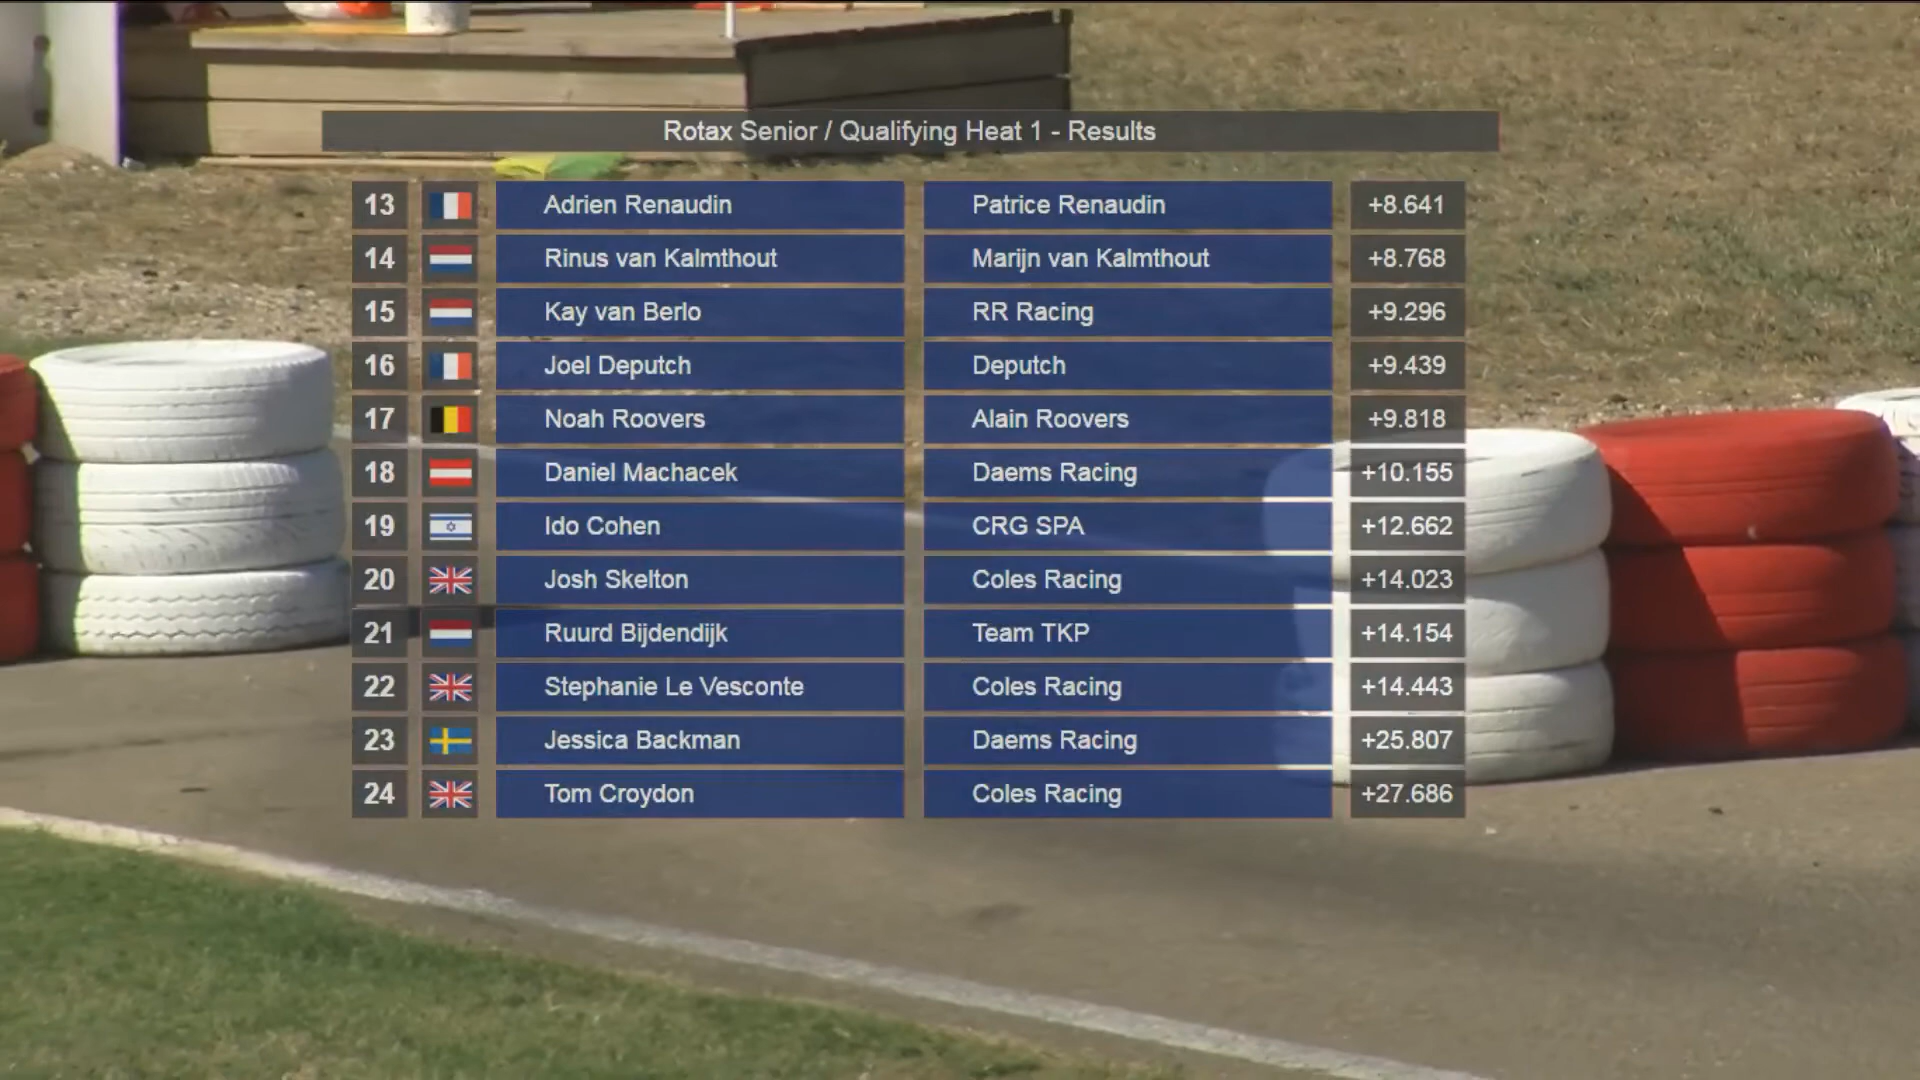 Rotax Senior / Qualifying Heat 1 - Results
13 Adrien Renaudin Patrice Renaudin +8.641
14 Rinus van Kalmthout Marijn van Kalmthout +8.768
15 Kay van Berlo RR Racing +9.296
16 Joel Deputch Deputch +9.439
17 Noah Roovers Alain Roovers +9.818
18 Daniel Machacek Daems Racing +10.155
19 Ido Cohen CRG SPA +12.662
20 Josh Skelton Coles Racing +14.023
21 Ruurd Bijdendijk Team TKP +14.154
22 Stephanie Le Vesconte Coles Racing +14.443
23 Jessica Backman Daems Racing +25.807
24 Tom Croydon Coles Racing +27.686